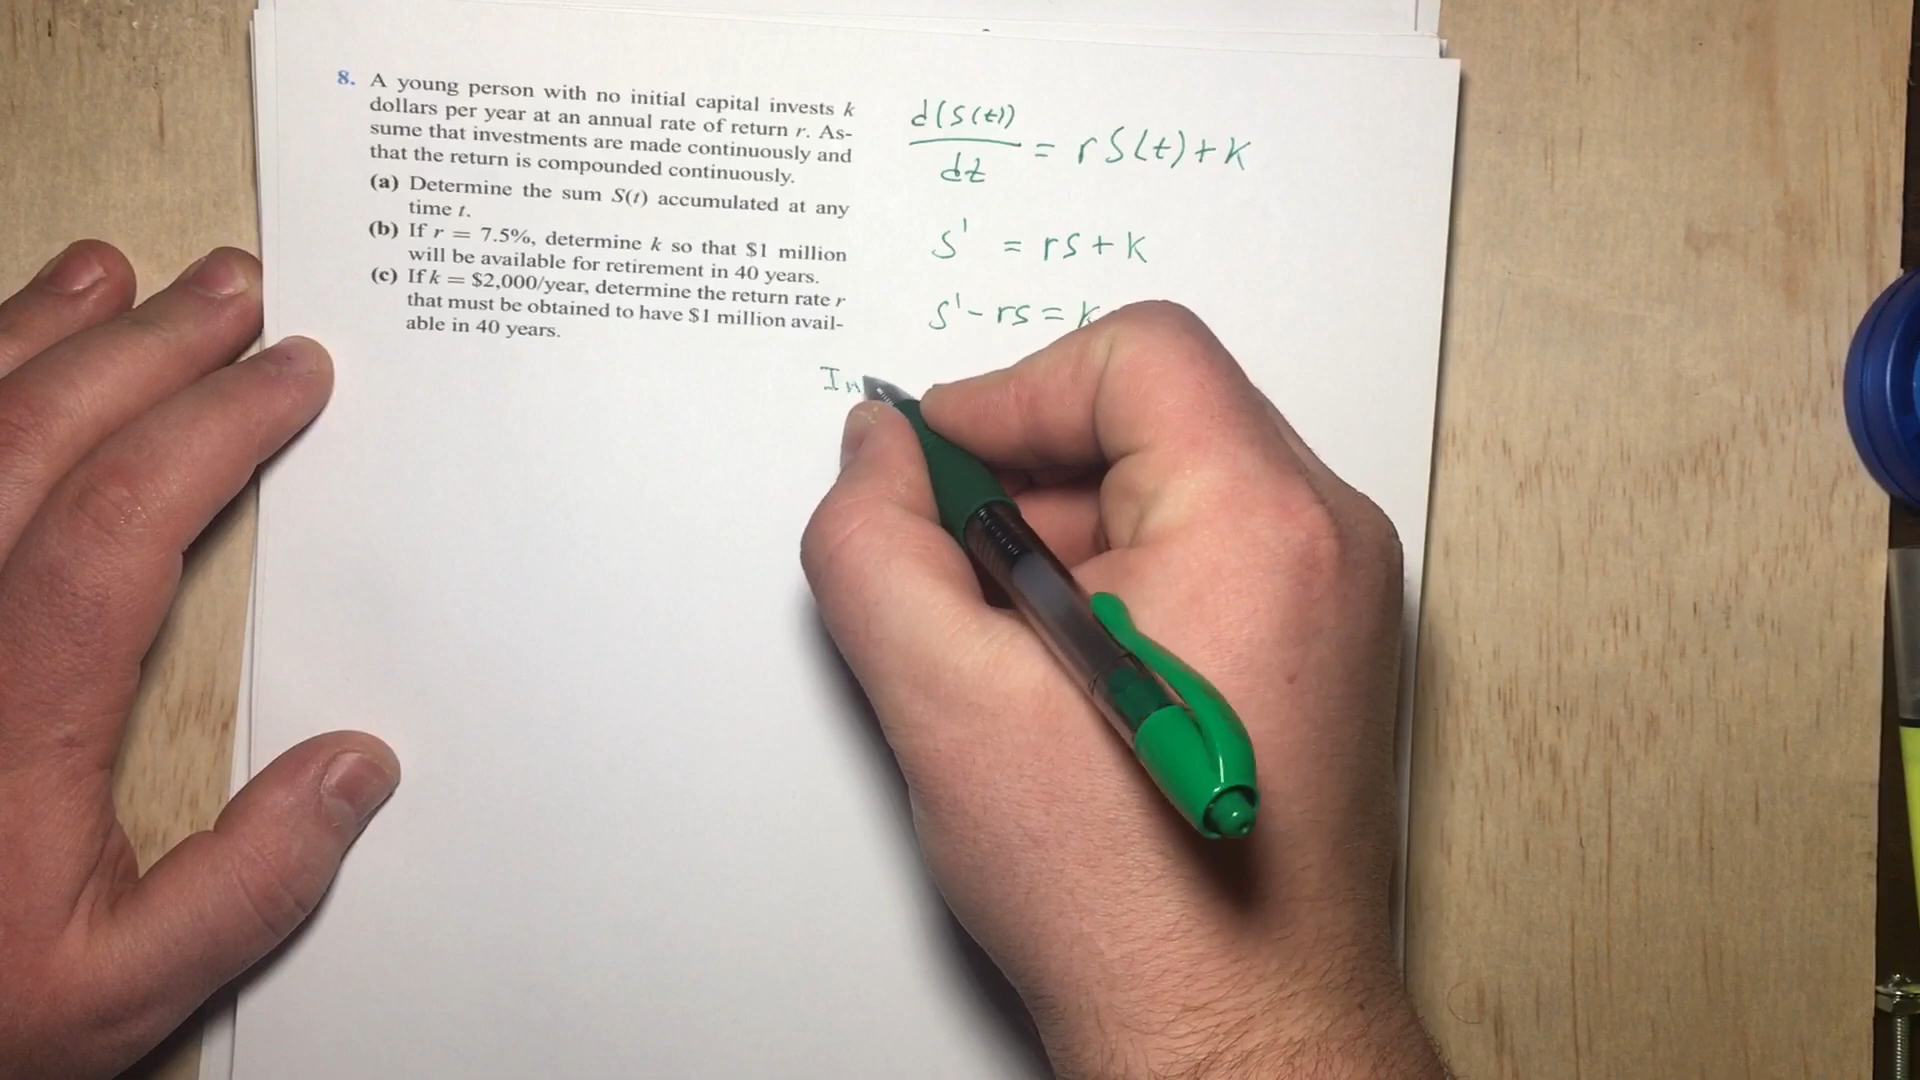 8. A young person with no initial capital invests k
dollars per year at an annual rate of return r. As-
sume that investments are made continuously and
that the return is compounded continuously.
(a) Determine the sum S(t) accumulated at any
time t.
(b) If r = 7.5%, determine k so that $1 million
will be available for retirement in 40 years.
(c) If k = $2,000/year, determine the return rate r
that must be obtained to have $1 million avail-
able in 40 years.
d(S(t))
dt
= rS(t)+k
S' = rS+k
S'-rS=k
In